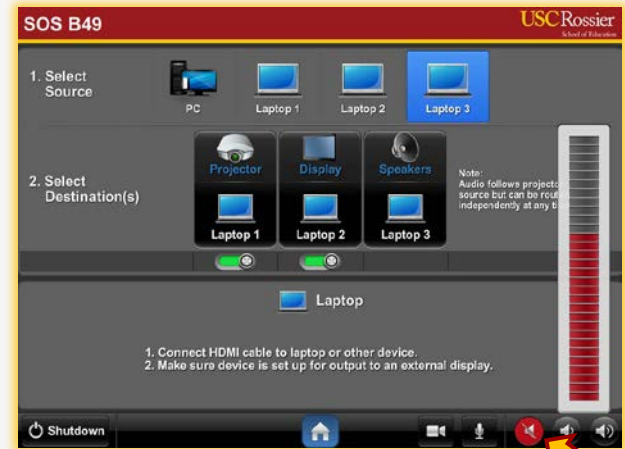 SOS B49
USC Rossier
School of Education
1. Select
Source
PC
Laptop 1
Laptop 2
Laptop 3
2. Select
Destination(s)
Projector
Display
Speakers
Laptop 1
Laptop 2
Laptop 3
Note:
Audio follows
source but can be
independently at any
Laptop
1. Connect HDMI cable to laptop or other device.
2. Make sure device is set up for output to an external display.
Shutdown